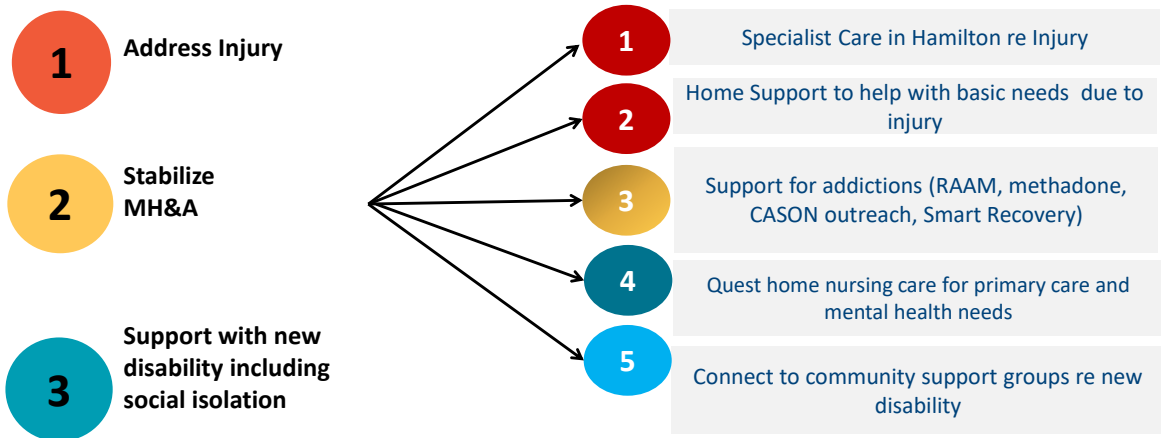 1
Address Injury
2
Stabilize
MH&A
3
Support with new
disability including
social isolation
1
Specialist Care in Hamilton re Injury
2
Home Support to help with basic needs due to
injury
3
Support for addictions (RAAM, methadone,
CASON outreach, Smart Recovery)
4
Quest home nursing care for primary care and
mental health needs
5
Connect to community support groups re new
disability